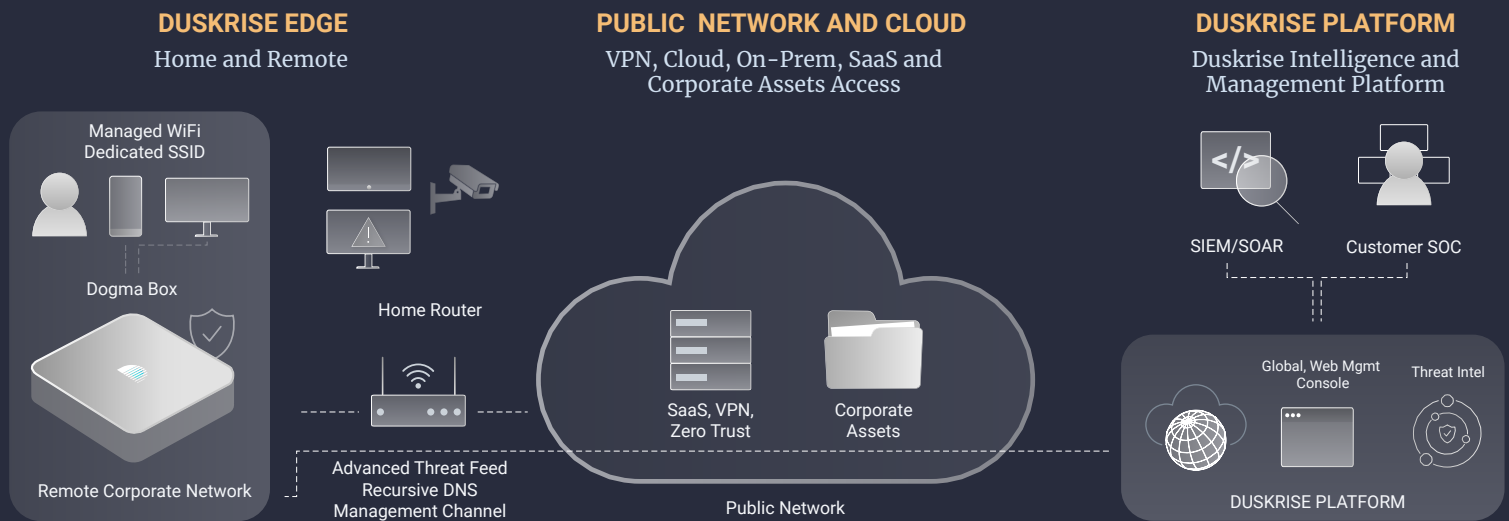 DUSKRISE EDGE
Home and Remote
Managed WiFi
Dedicated SSID
Dogma Box
Remote Corporate Network
Home Router
Advanced Threat Feed
Recursive DNS
Management Channel
PUBLIC NETWORK AND CLOUD
VPN, Cloud, On-Prem, SaaS and
Corporate Assets Access
SaaS, VPN,
Zero Trust
Corporate
Assets
Public Network
DUSKRISE PLATFORM
Duskrise Intelligence and
Management Platform
</>
SIEM/SOAR
Customer SOC
Global, Web Mgmt
Console
Threat Intel
DUSKRISE PLATFORM